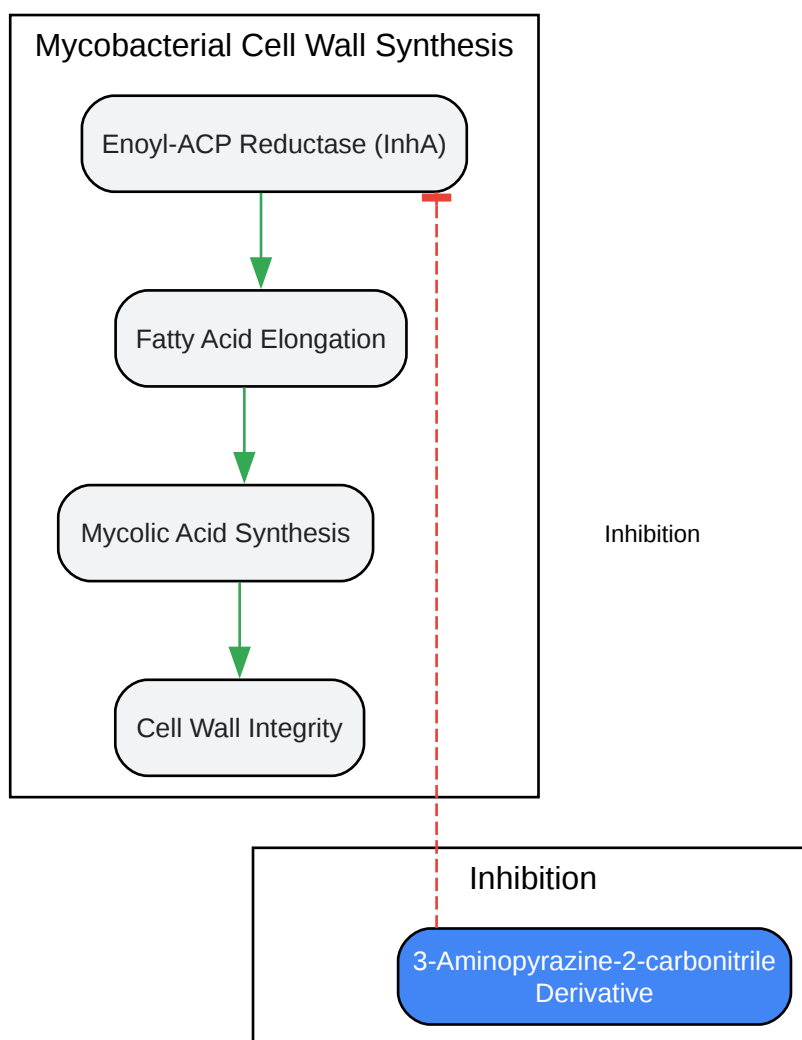 Mycobacterial Cell Wall Synthesis
Enoyl-ACP Reductase (InhA)
Fatty Acid Elongation
Mycolic Acid Synthesis
Inhibition
Cell Wall Integrity
Inhibition
3-Aminopyrazine-2-carbonitrile
Derivative